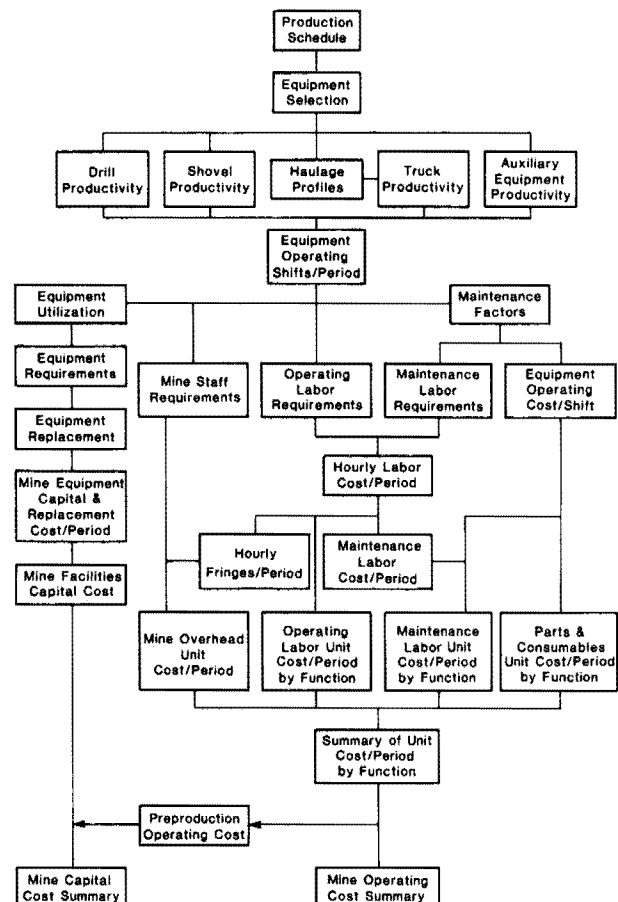 Production
Schedule
Equipment
Selection
Drill
Productivity
Shovel
Productivity
Haulage
Profiles
Truck
Productivity
Auxiliary
Equipment
Productivity
Equipment
Operating
Shifts/Period
Equipment
Utilization
Maintenance
Factors
Equipment
Requirements
Mine Staff
Requirements
Operating
Labor
Requirements
Maintenance
Labor
Requirements
Equipment
Operating
Cost/Shift
Equipment
Replacement
Hourly Labor
Cost/Period
Mine Equipment
Capital &
Replacement
Cost/Period
Hourly
Fringes/Period
Maintenance
Labor
Cost/Period
Mine Facilities
Capital Cost
Mine Overhead
Unit
Cost/Period
Operating
Labor Unit
Cost/Period
by Function
Maintenance
Labor Unit
Cost/Period
by Function
Parts &
Consumables
Unit Cost/Period
by Function
Summary of Unit
Cost/Period
by Function
Preproduction
Operating Cost
Mine Capital
Cost Summary
Mine Operating
Cost Summary